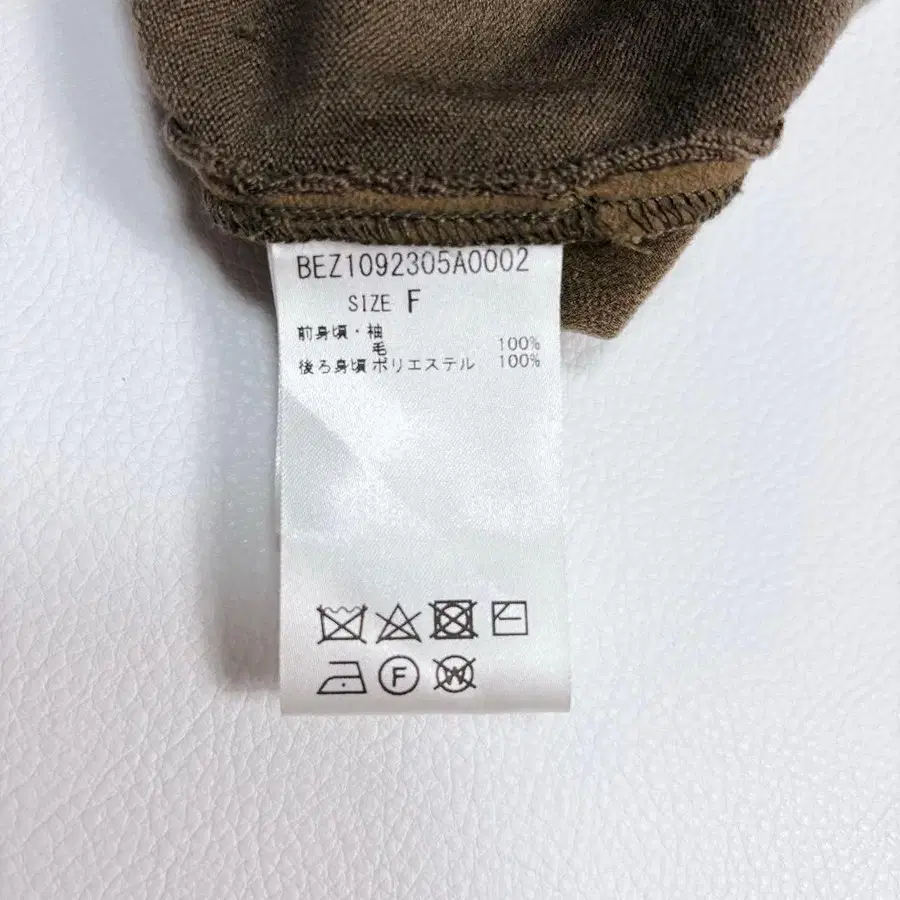 BEZ1092305A0002
SIZE F
前身頃・袖
毛 100%
後ろ身頃 ポリエステル 100%
F
W